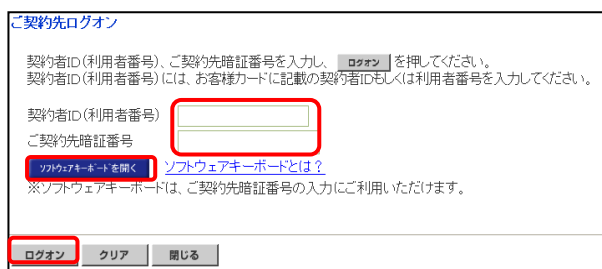 ご契約先ログオン
契約者ID(利用者番号)、ご契約先暗証番号を入力し、 ログオン を押してください。
契約者ID(利用者番号)には、お客様カードに記載の契約者IDもしくは利用者番号を入力してください。
契約者ID(利用者番号)
ご契約先暗証番号
ソフトウェアキーボードを開く ソフトウェアキーボードとは?
※ソフトウェアキーボードは、ご契約先暗証番号の入力にご利用いただけます。
ログオン クリア 閉じる